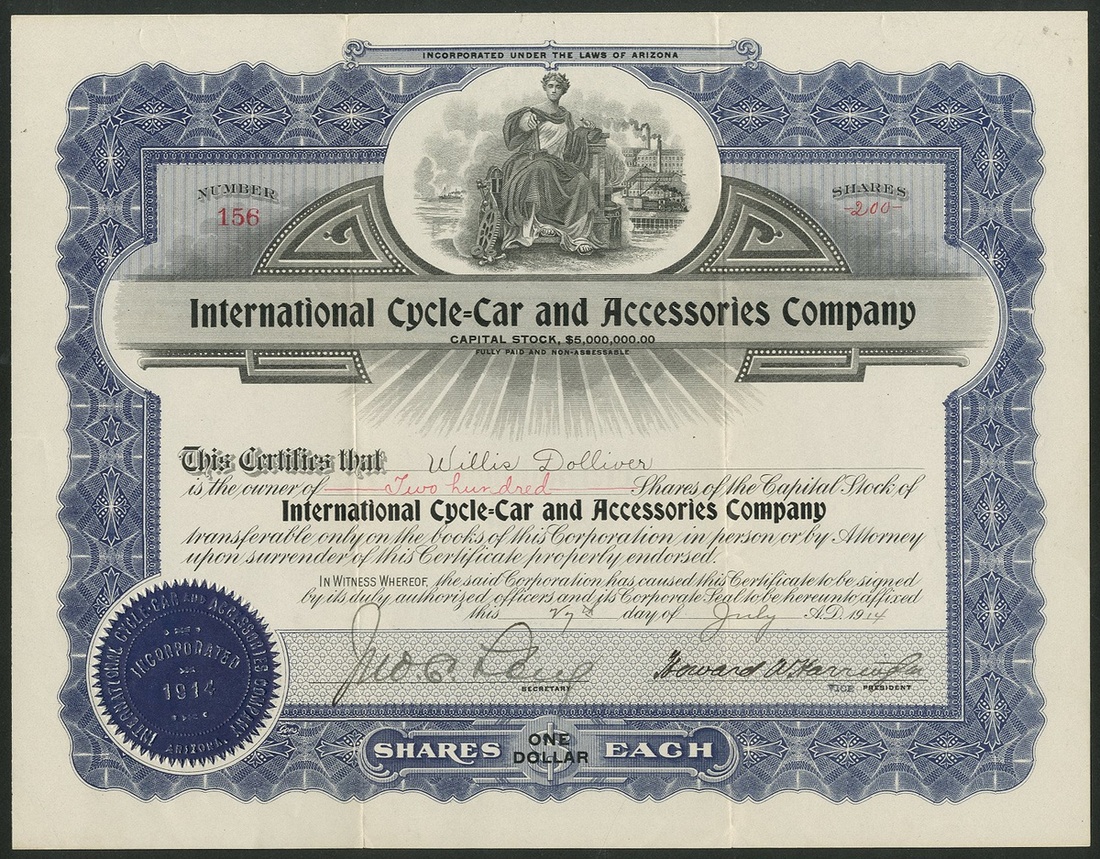 INCORPORATED UNDER THE LAWS OF ARIZONA
NUMBER
156
SHARES
-200-
International Cycle=Car and Accessories Company
CAPITAL STOCK, $5,000,000.00
FULLY PAID AND NON-ASSESSABLE
This Certifies that Willis Dolliver
is the owner of Two hundred Shares of the Capital Stock of
International Cycle=Car and Accessories Company
transferable only on the books of this Corporation in person or by Attorney
upon surrender of this Certificate properly endorsed.
IN WITNESS WHEREOF, the said Corporation has caused this Certificate to be signed
by its duly authorized officers and its Corporate Seal to be hereunto affixed
this day of July A.D. 1914
Howard
SECRETARY
VICE PRESIDENT
INTERNATIONAL CYCLE-CAR AND ACCESSORIES COMPANY
INCORPORATED
1914
ARIZONA
SHARES ONE DOLLAR EACH